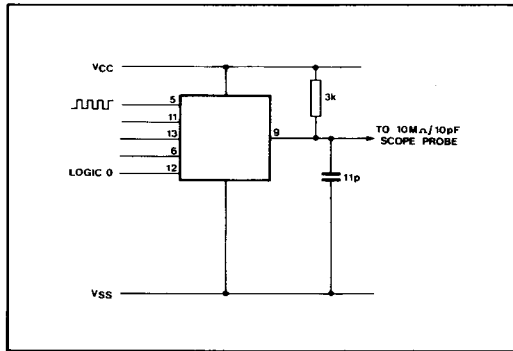 VCC
5
11
13
6
LOGIC 0
12
9
3k
TO 10MΩ/10pF
SCOPE PROBE
11p
VSS